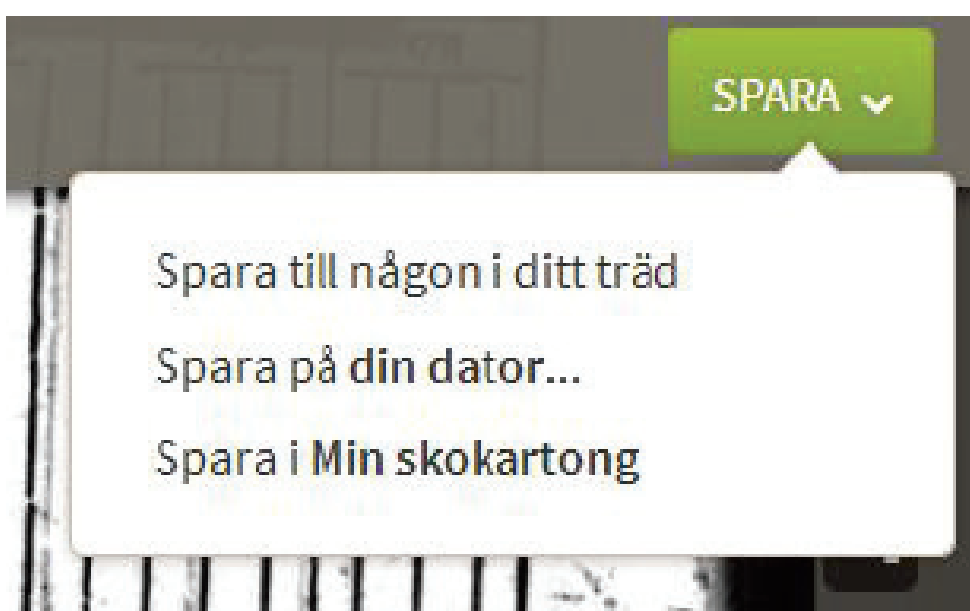 SPARA
Spara till någon i ditt träd
Spara på din dator...
Spara i Min skokartong